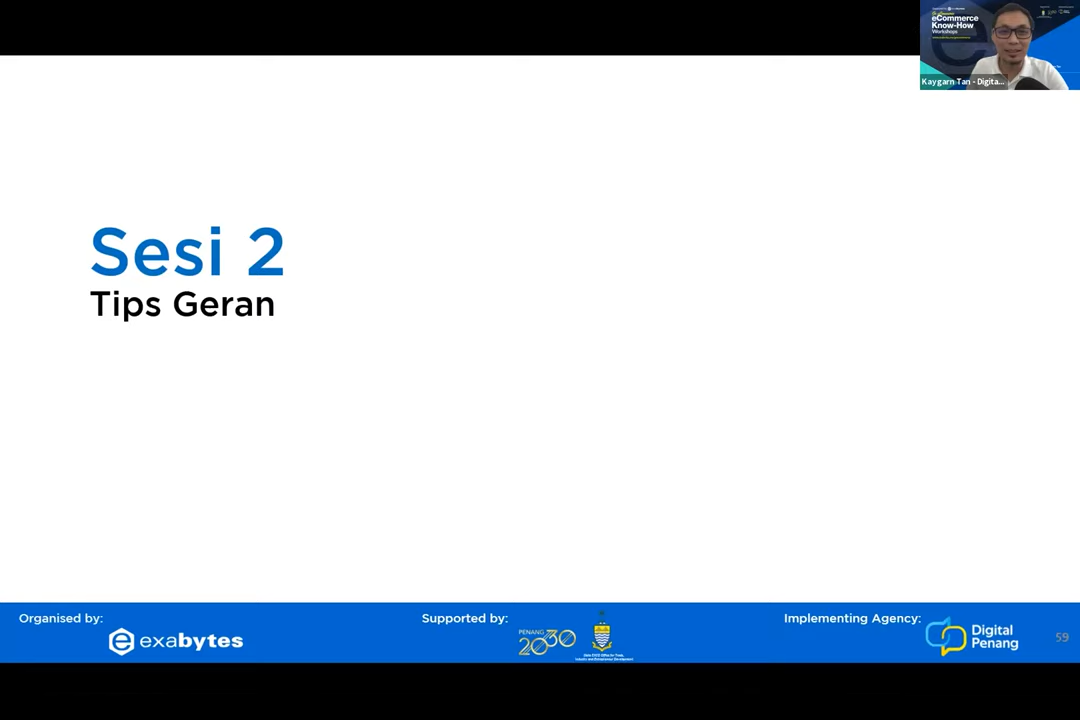 eCommerce
Know-How
Workshops
Kaygarn Tan - Digita...
Sesi 2
Tips Geran
Organised by:
exabytes
Supported by:
PENANG
2030
Implementing Agency:
Digital
Penang
59